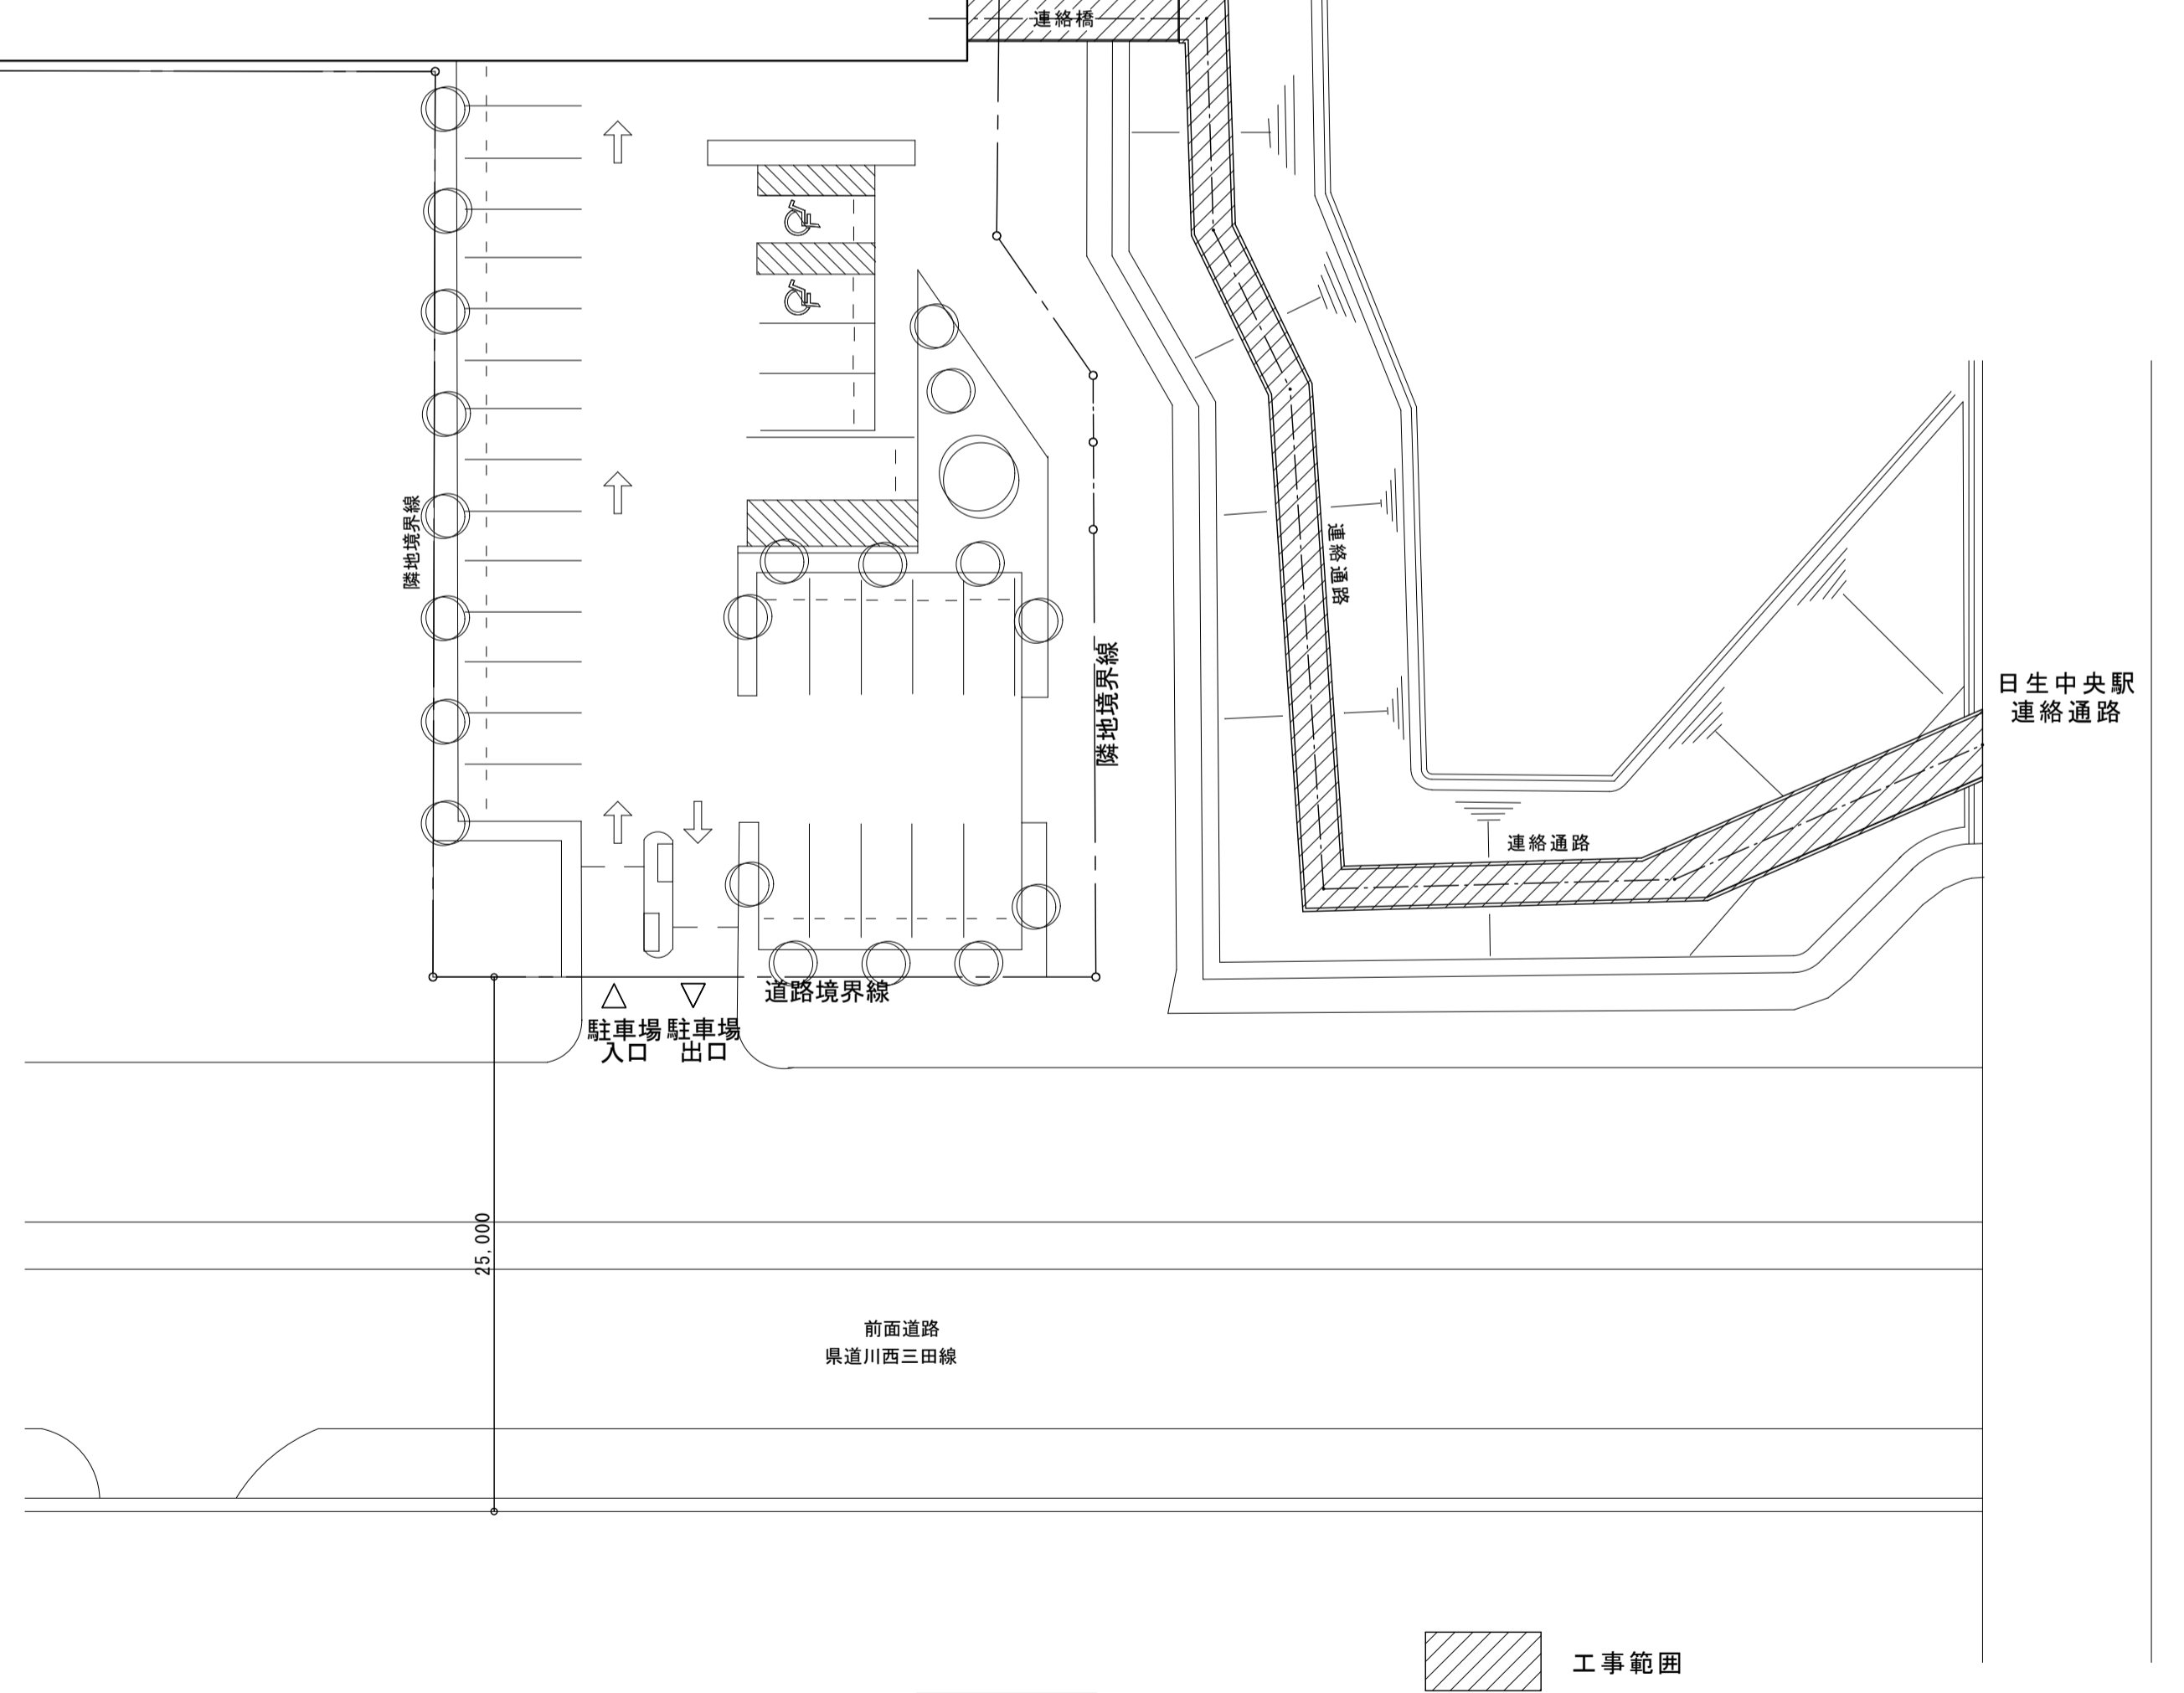 連絡橋
隣地境界線
連絡通路
隣地境界線
日生中央駅
連絡通路
連絡通路
道路境界線
駐車場
入口
駐車場
出口
25,000
前面道路
県道川西三田線
工事範囲